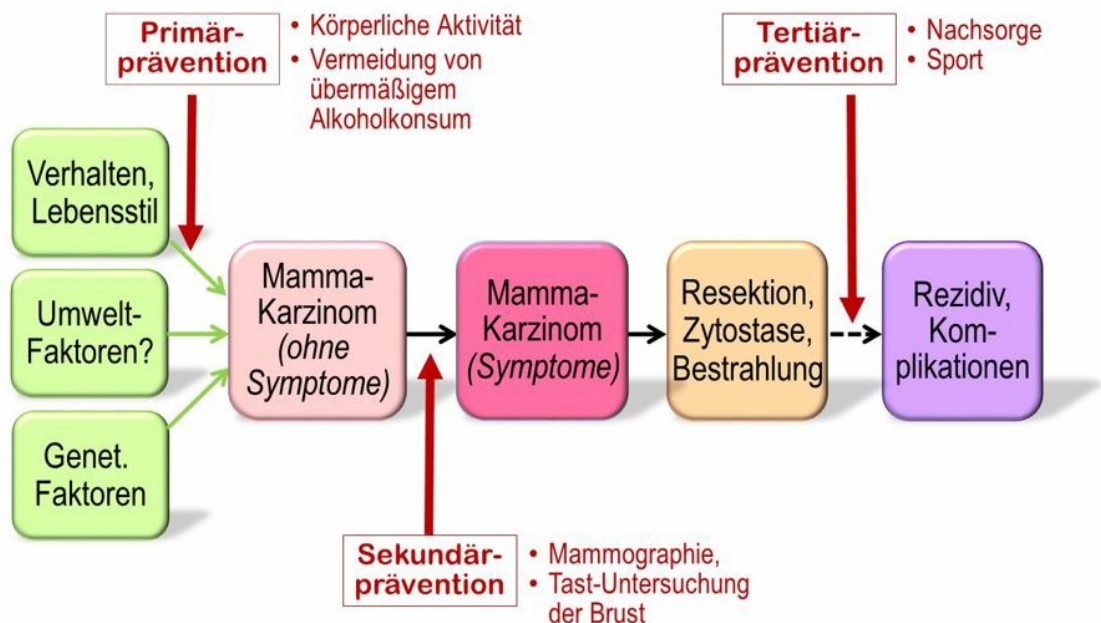 Primär-
prävention
• Körperliche Aktivität
• Vermeidung von
übermäßigem
Alkoholkonsum
Tertiär-
prävention
• Nachsorge
• Sport
Verhalten,
Lebensstil
Umwelt-
Faktoren?
Genet.
Faktoren
Mamma-
Karzinom
(ohne
Symptome)
Mamma-
Karzinom
(Symptome)
Resektion,
Zytostase,
Bestrahlung
Rezidiv,
Kom-
plikationen
Sekundär-
prävention
• Mammographie,
• Tast-Untersuchung
der Brust